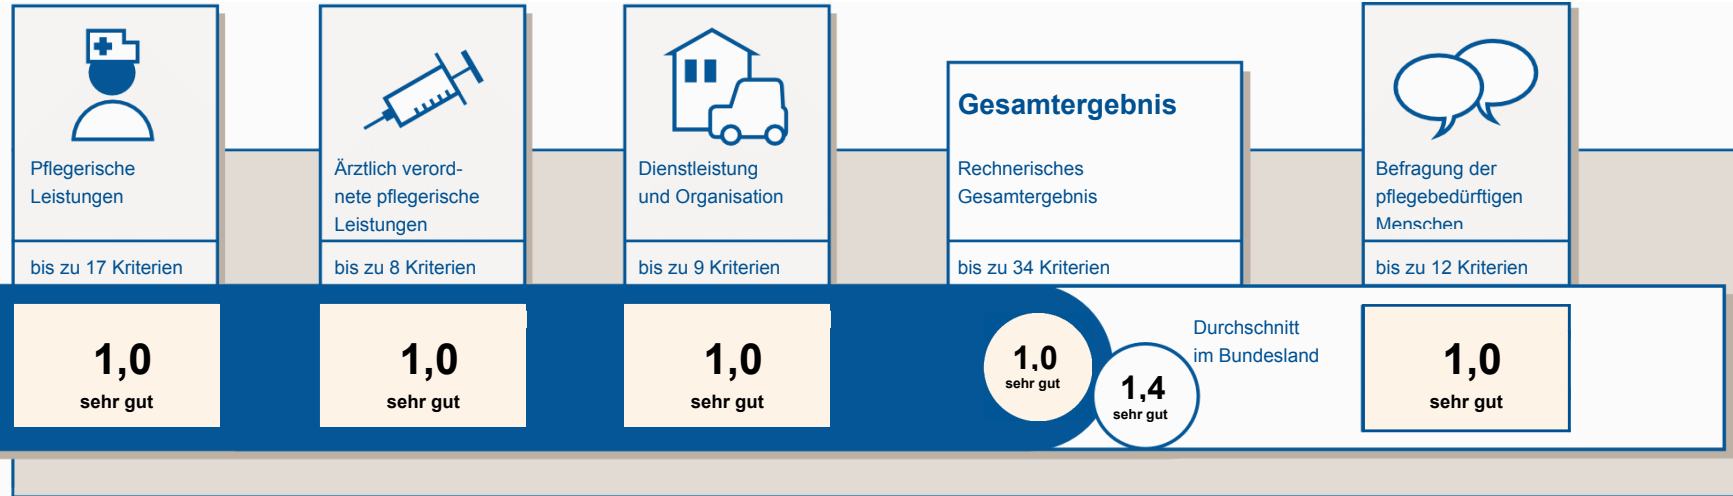 Pflegerische
Leistungen
bis zu 17 Kriterien
1,0
sehr gut
Ärztlich verord-
nete pflegerische
Leistungen
bis zu 8 Kriterien
1,0
sehr gut
Dienstleistung
und Organisation
bis zu 9 Kriterien
1,0
sehr gut
Gesamtergebnis
Rechnerisches
Gesamtergebnis
bis zu 34 Kriterien
1,0
sehr gut
1,4
sehr gut
Durchschnitt
im Bundesland
Befragung der
pflegebedürftigen
Menschen
bis zu 12 Kriterien
1,0
sehr gut